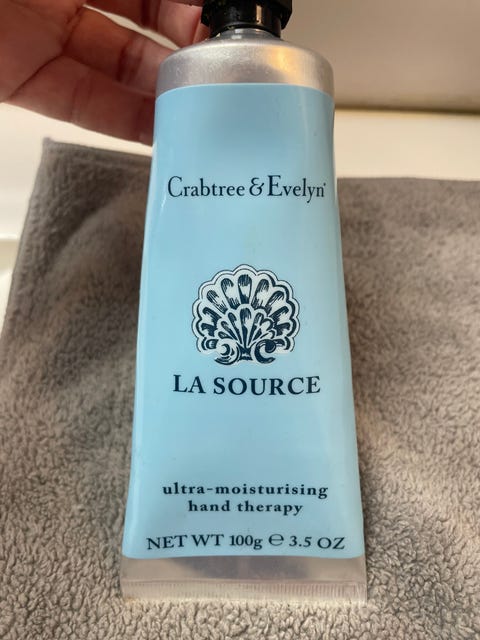 Crabtree & Evelyn®
LA SOURCE
ultra-moisturising
hand therapy
NET WT 100g ℮ 3.5 OZ